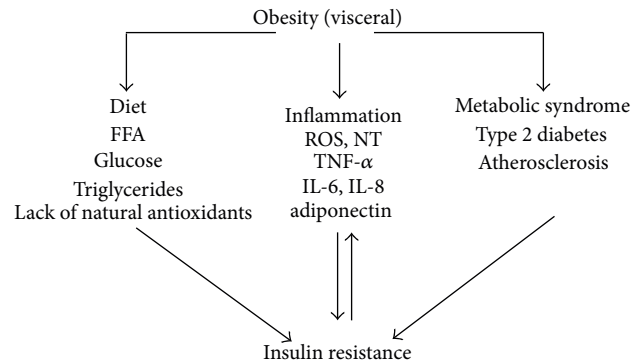 Obesity (visceral)
Diet
FFA
Glucose
Triglycerides
Lack of natural antioxidants
Inflammation
ROS, NT
TNF-α
IL-6, IL-8
adiponectin
Metabolic syndrome
Type 2 diabetes
Atherosclerosis
Insulin resistance